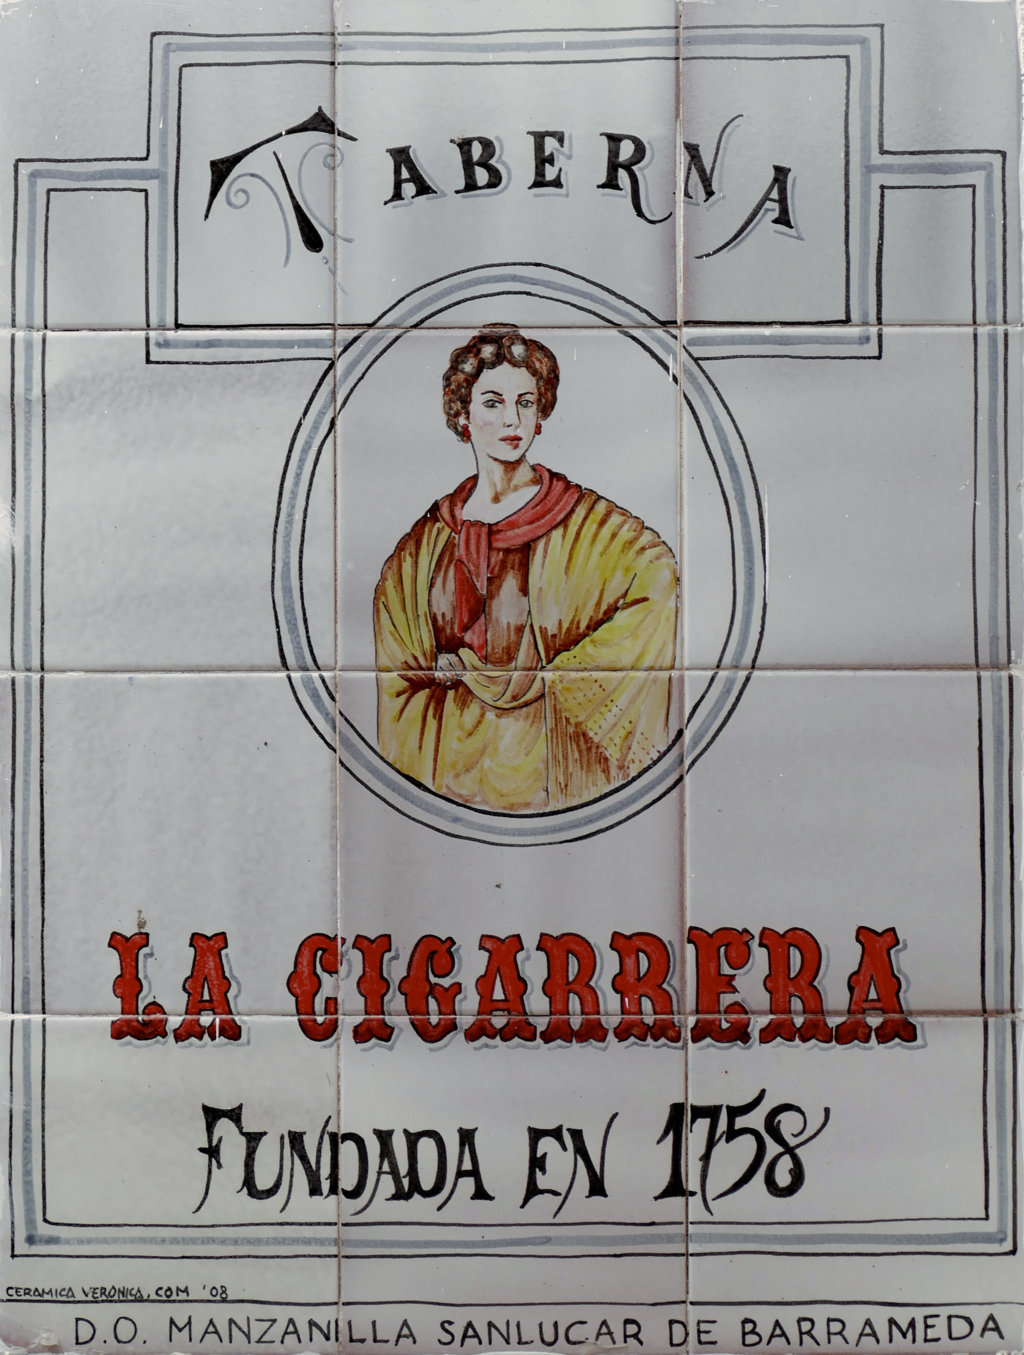 TABERNA
LA CIGARRERA
FUNDADA EN 1758
CERAMICA VERONICA.COM '08
D.O. MANZANILLA SANLUCAR DE BARRAMEDA